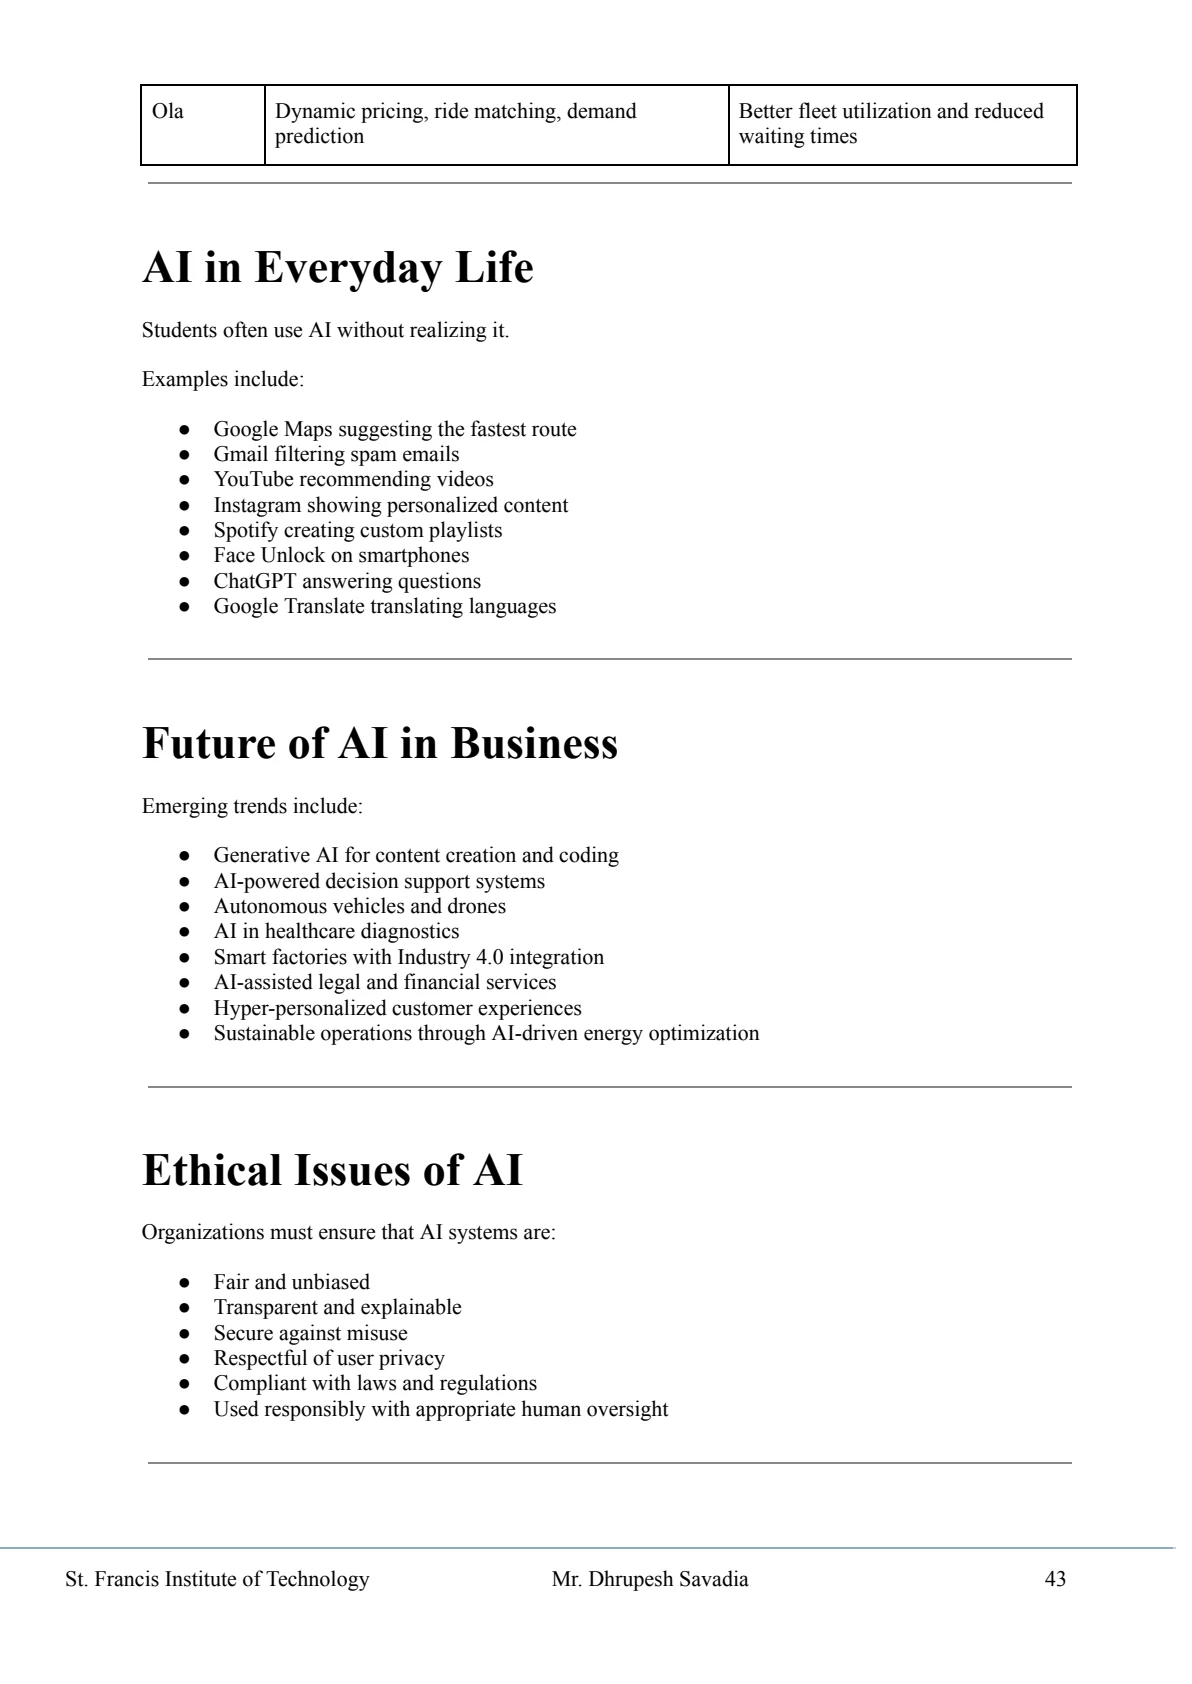 Ola
Dynamic pricing, ride matching, demand
prediction
Better fleet utilization and reduced
waiting times
AI in Everyday Life
Students often use AI without realizing it.
Examples include:
● Google Maps suggesting the fastest route
● Gmail filtering spam emails
● YouTube recommending videos
● Instagram showing personalized content
● Spotify creating custom playlists
● Face Unlock on smartphones
● ChatGPT answering questions
● Google Translate translating languages
Future of AI in Business
Emerging trends include:
● Generative AI for content creation and coding
● AI-powered decision support systems
● Autonomous vehicles and drones
● AI in healthcare diagnostics
● Smart factories with Industry 4.0 integration
● AI-assisted legal and financial services
● Hyper-personalized customer experiences
● Sustainable operations through AI-driven energy optimization
Ethical Issues of AI
Organizations must ensure that AI systems are:
● Fair and unbiased
● Transparent and explainable
● Secure against misuse
● Respectful of user privacy
● Compliant with laws and regulations
● Used responsibly with appropriate human oversight
St. Francis Institute of Technology Mr. Dhrupesh Savadia 43